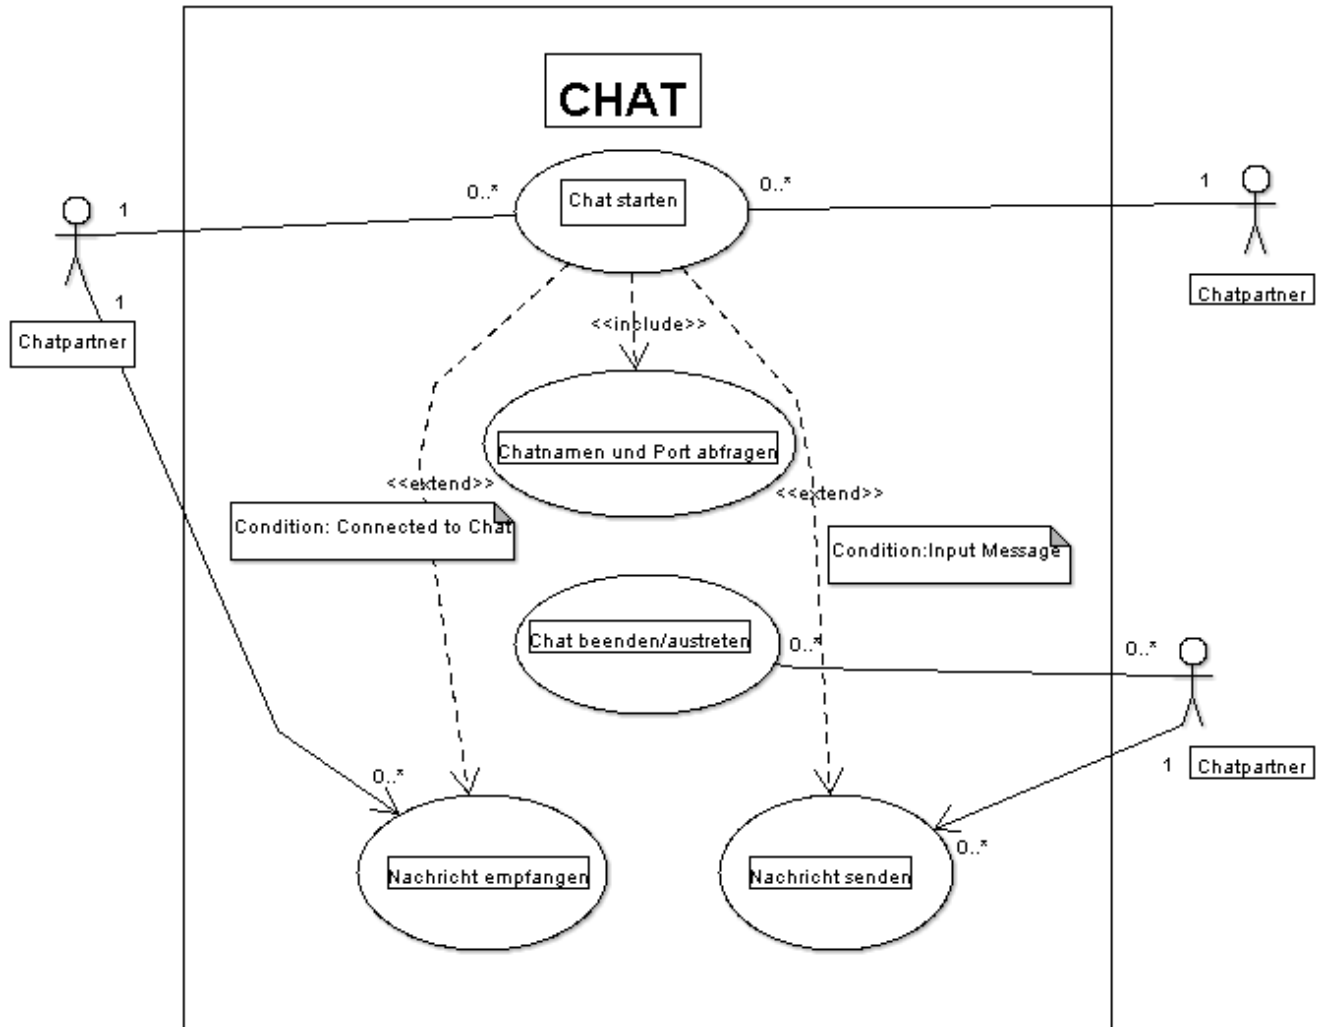 CHAT
Chat starten
0..*
0..*
1
1
Chatpartner
1
Chatpartner
<<include>>
Chatnamen und Port abfragen
<<extend>>
<<extend>>
Condition: Connected to Chat
Condition:Input Message
Chat beenden/austreten
0..*
0..*
Chatpartner
1
0..*
0..*
Nachricht empfangen
Nachricht senden